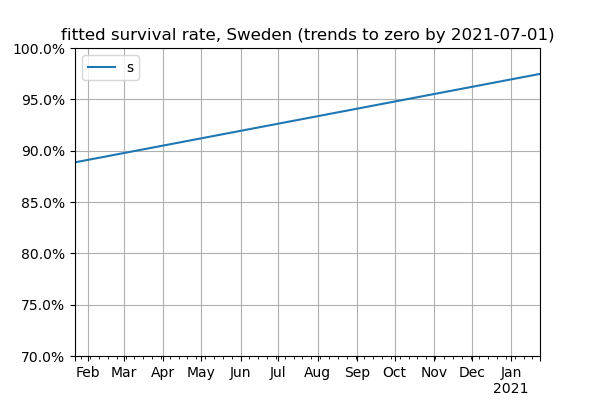 fitted survival rate, Sweden (trends to zero by 2021-07-01)
100.0%
s
95.0%
90.0%
85.0%
80.0%
75.0%
70.0%
Feb Mar Apr May Jun Jul Aug Sep Oct Nov Dec Jan
2021